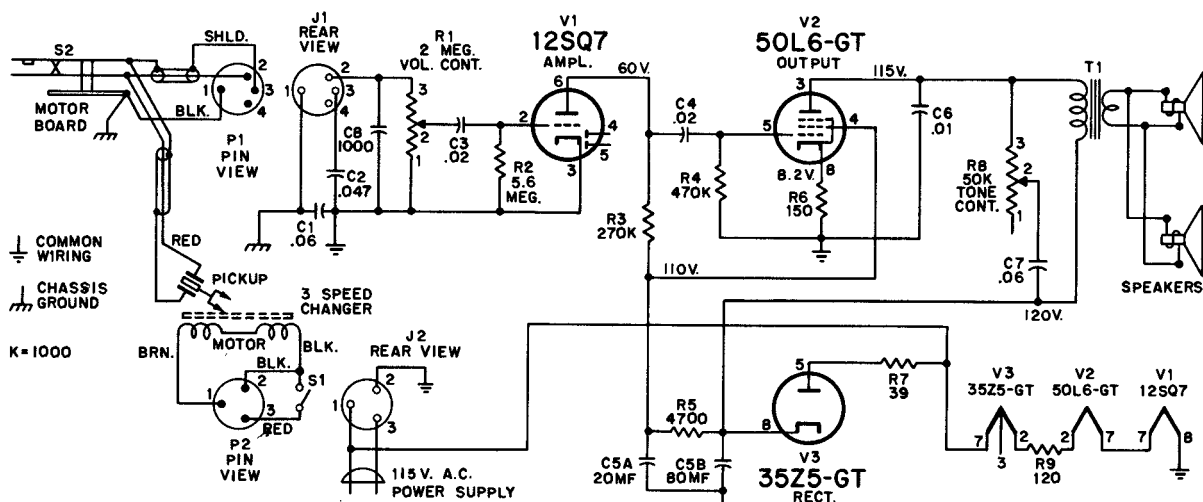 S2
SHLD.
MOTOR
BOARD
BLK.
1
2
3
4
P1
PIN
VIEW
J1
REAR
VIEW
1
2
3
4
C8
1000
C2
.047
C1
.06
R1
2 MEG.
VOL. CONT.
3
2
1
C3
.02
R2
5.6
MEG.
V1
12SQ7
AMPL.
6
2
4
5
3
60 V.
C4
.02
R3
270K
R4
470K
V2
50L6-GT
OUTPUT
3
5
4
8
8.2 V.
R6
150
115V.
C6
.01
R8
50K
TONE
CONT.
3
2
1
C7
.06
T1
SPEAKERS
110V.
120V.
COMMON
WIRING
CHASSIS
GROUND
K=1000
RED
PICKUP
3 SPEED
CHANGER
BRN.
MOTOR
BLK.
BLK.
1
2
3
S1
RED
P2
PIN
VIEW
J2
REAR VIEW
1
2
3
115 V. A.C.
POWER SUPPLY
R5
4700
C5A
20MF
C5B
80MF
5
8
V3
35Z5-GT
RECT.
R7
39
V3
35Z5-GT
V2
50L6-GT
V1
12SQ7
7
3
2
R9
120
2
7
7
8